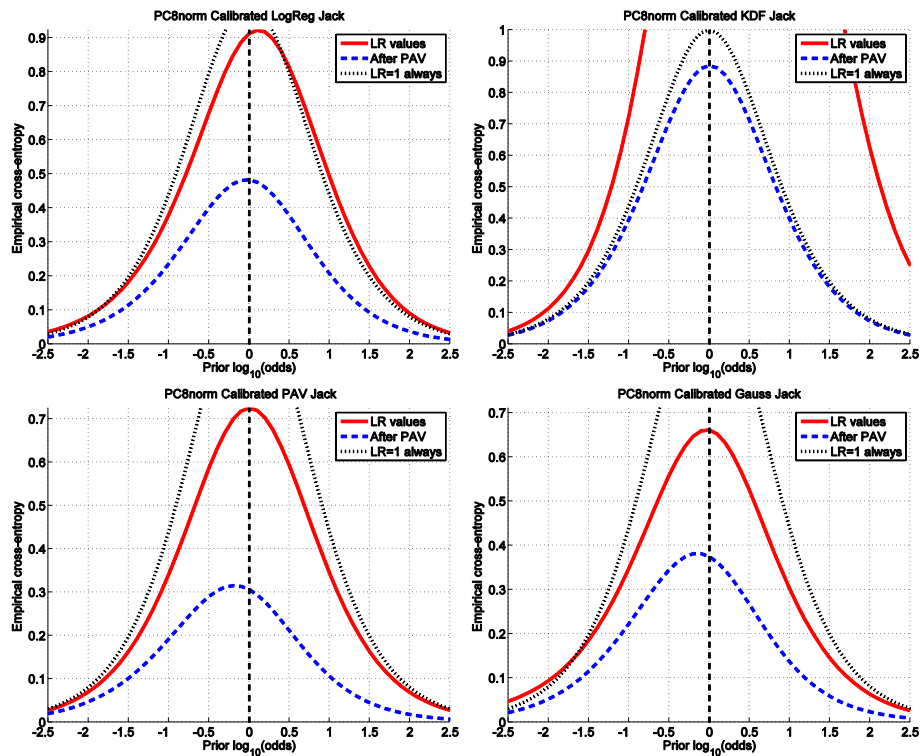 PC8norm Calibrated LogReg Jack
LR values
After PAV
LR=1 always
Empirical cross-entropy
0.9
0.8
0.7
0.6
0.5
0.4
0.3
0.2
0.1
0
-2.5 -2 -1.5 -1 -0.5 0 0.5 1 1.5 2 2.5
Prior log10(odds)
PC8norm Calibrated KDF Jack
LR values
After PAV
LR=1 always
Empirical cross-entropy
1
0.9
0.8
0.7
0.6
0.5
0.4
0.3
0.2
0.1
0
-2.5 -2 -1.5 -1 -0.5 0 0.5 1 1.5 2 2.5
Prior log10(odds)
PC8norm Calibrated PAV Jack
LR values
After PAV
LR=1 always
Empirical cross-entropy
0.7
0.6
0.5
0.4
0.3
0.2
0.1
0
-2.5 -2 -1.5 -1 -0.5 0 0.5 1 1.5 2 2.5
Prior log10(odds)
PC8norm Calibrated Gauss Jack
LR values
After PAV
LR=1 always
Empirical cross-entropy
0.7
0.6
0.5
0.4
0.3
0.2
0.1
0
-2.5 -2 -1.5 -1 -0.5 0 0.5 1 1.5 2 2.5
Prior log10(odds)